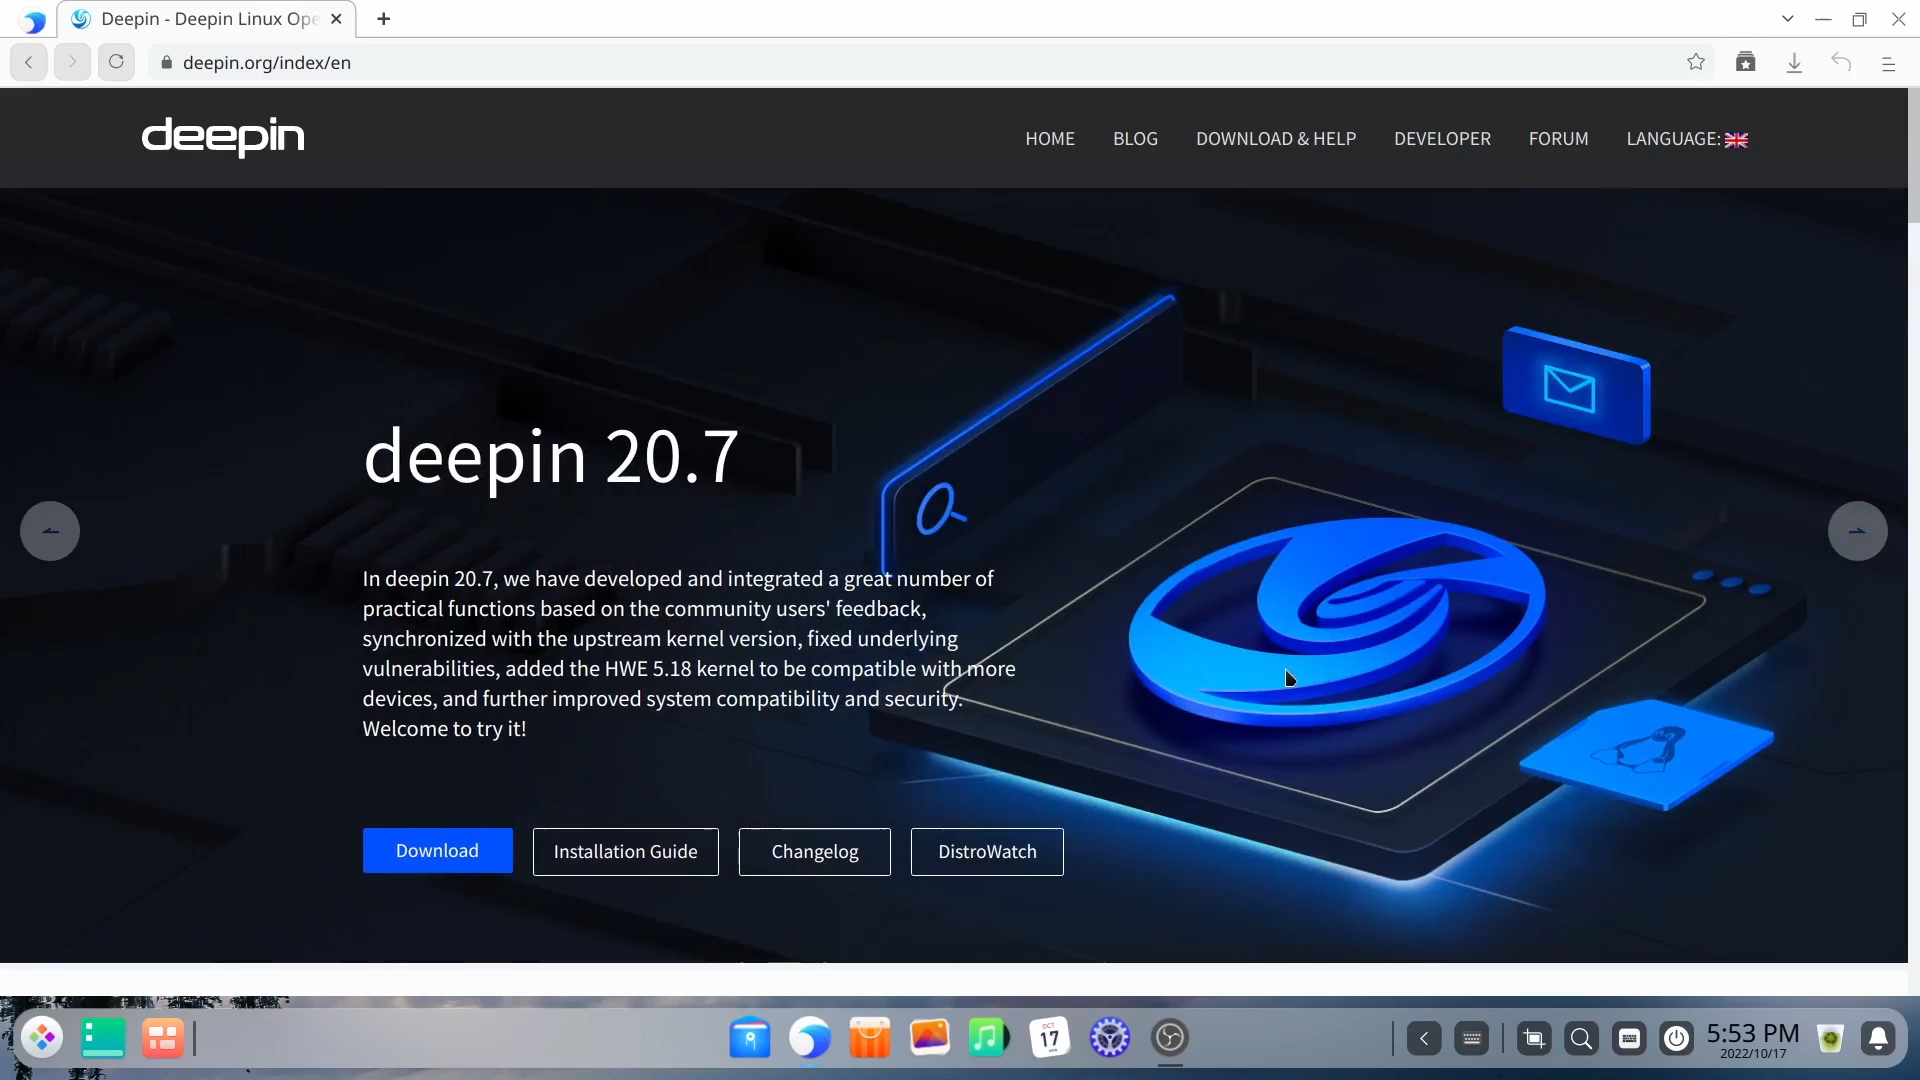 Deepin - Deepin Linux Ope
deepin.org/index/en
deepin
HOME BLOG DOWNLOAD & HELP DEVELOPER FORUM LANGUAGE:
deepin 20.7
In deepin 20.7, we have developed and integrated a great number of
practical functions based on the community users' feedback,
synchronized with the upstream kernel version, fixed underlying
vulnerabilities, added the HWE 5.18 kernel to be compatible with more
devices, and further improved system compatibility and security.
Welcome to try it!
Download Installation Guide Changelog DistroWatch
OCT
17
MON
5:53 PM
2022/10/17